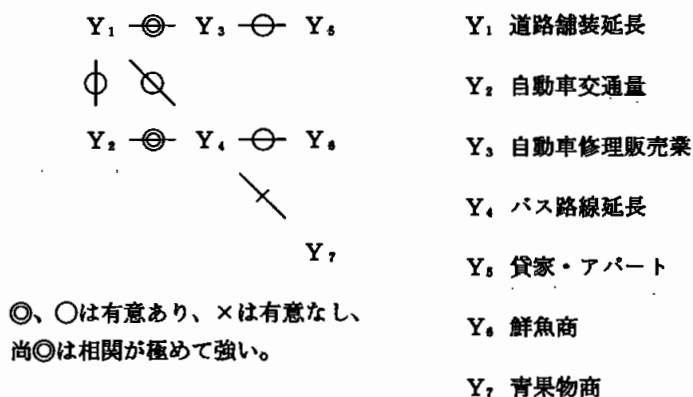 Y₁ ◎ Y₃ ○ Y₅
Y₂ ◎ Y₄ ○ Y₆
Y₇
◎、○は有意あり、×は有意なし、
尚◎は相関が極めて強い。
Y₁ 道路舗装延長
Y₂ 自動車交通量
Y₃ 自動車修理販売業
Y₄ バス路線延長
Y₅ 貸家・アパート
Y₆ 鮮魚商
Y₇ 青果物商